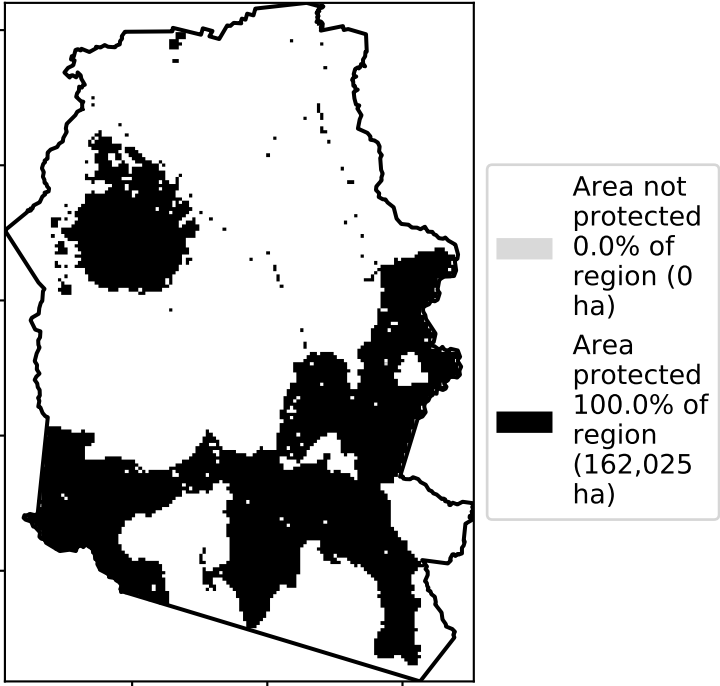 Area not
protected
0.0% of
region (0
ha)
Area
protected
100.0% of
region
(162,025
ha)